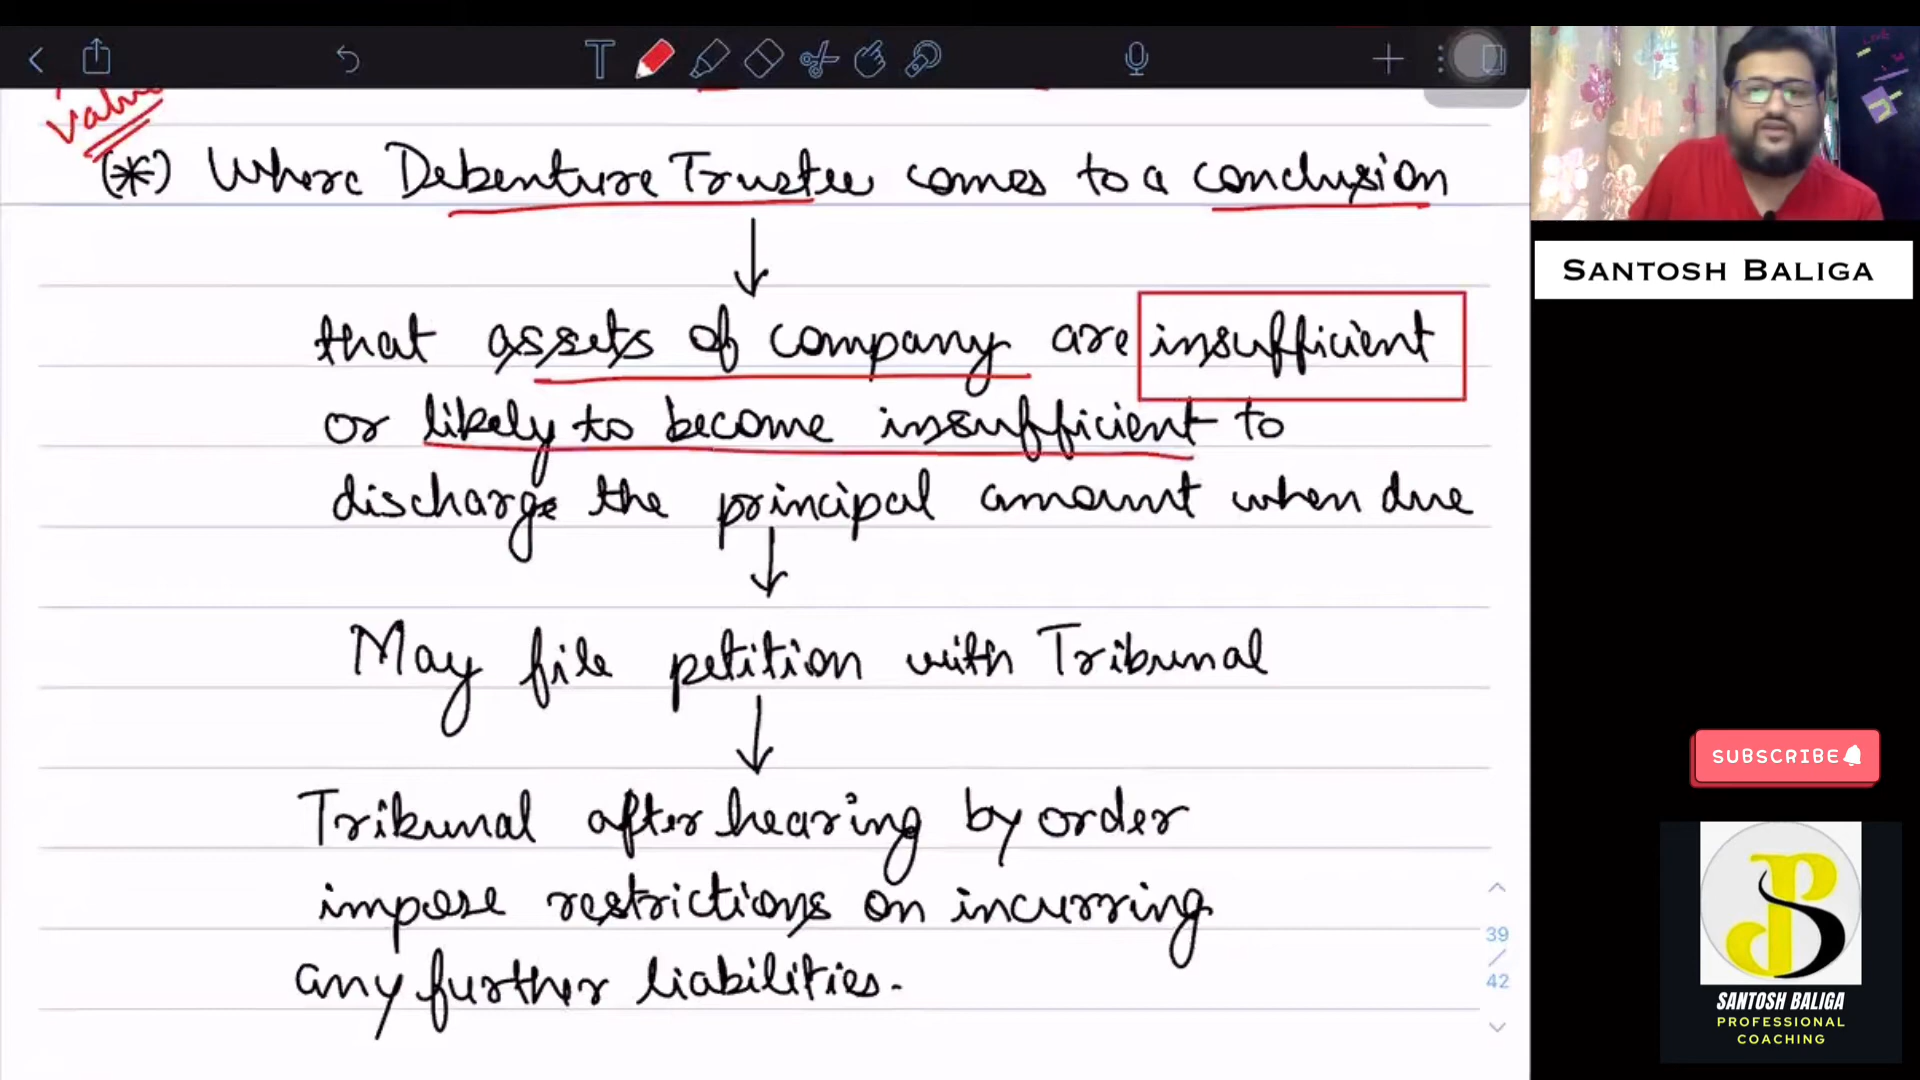 Value
(*) Where Debenture Trustee comes to a conclusion
that assets of company are insufficient
or likely to become insufficient to
discharge the principal amount when due
May file petition with Tribunal
Tribunal after hearing by order
impose restrictions on incurring
any further liabilities.
39
/
42
SANTOSH BALIGA
SUBSCRIBE
SANTOSH BALIGA
PROFESSIONAL
COACHING